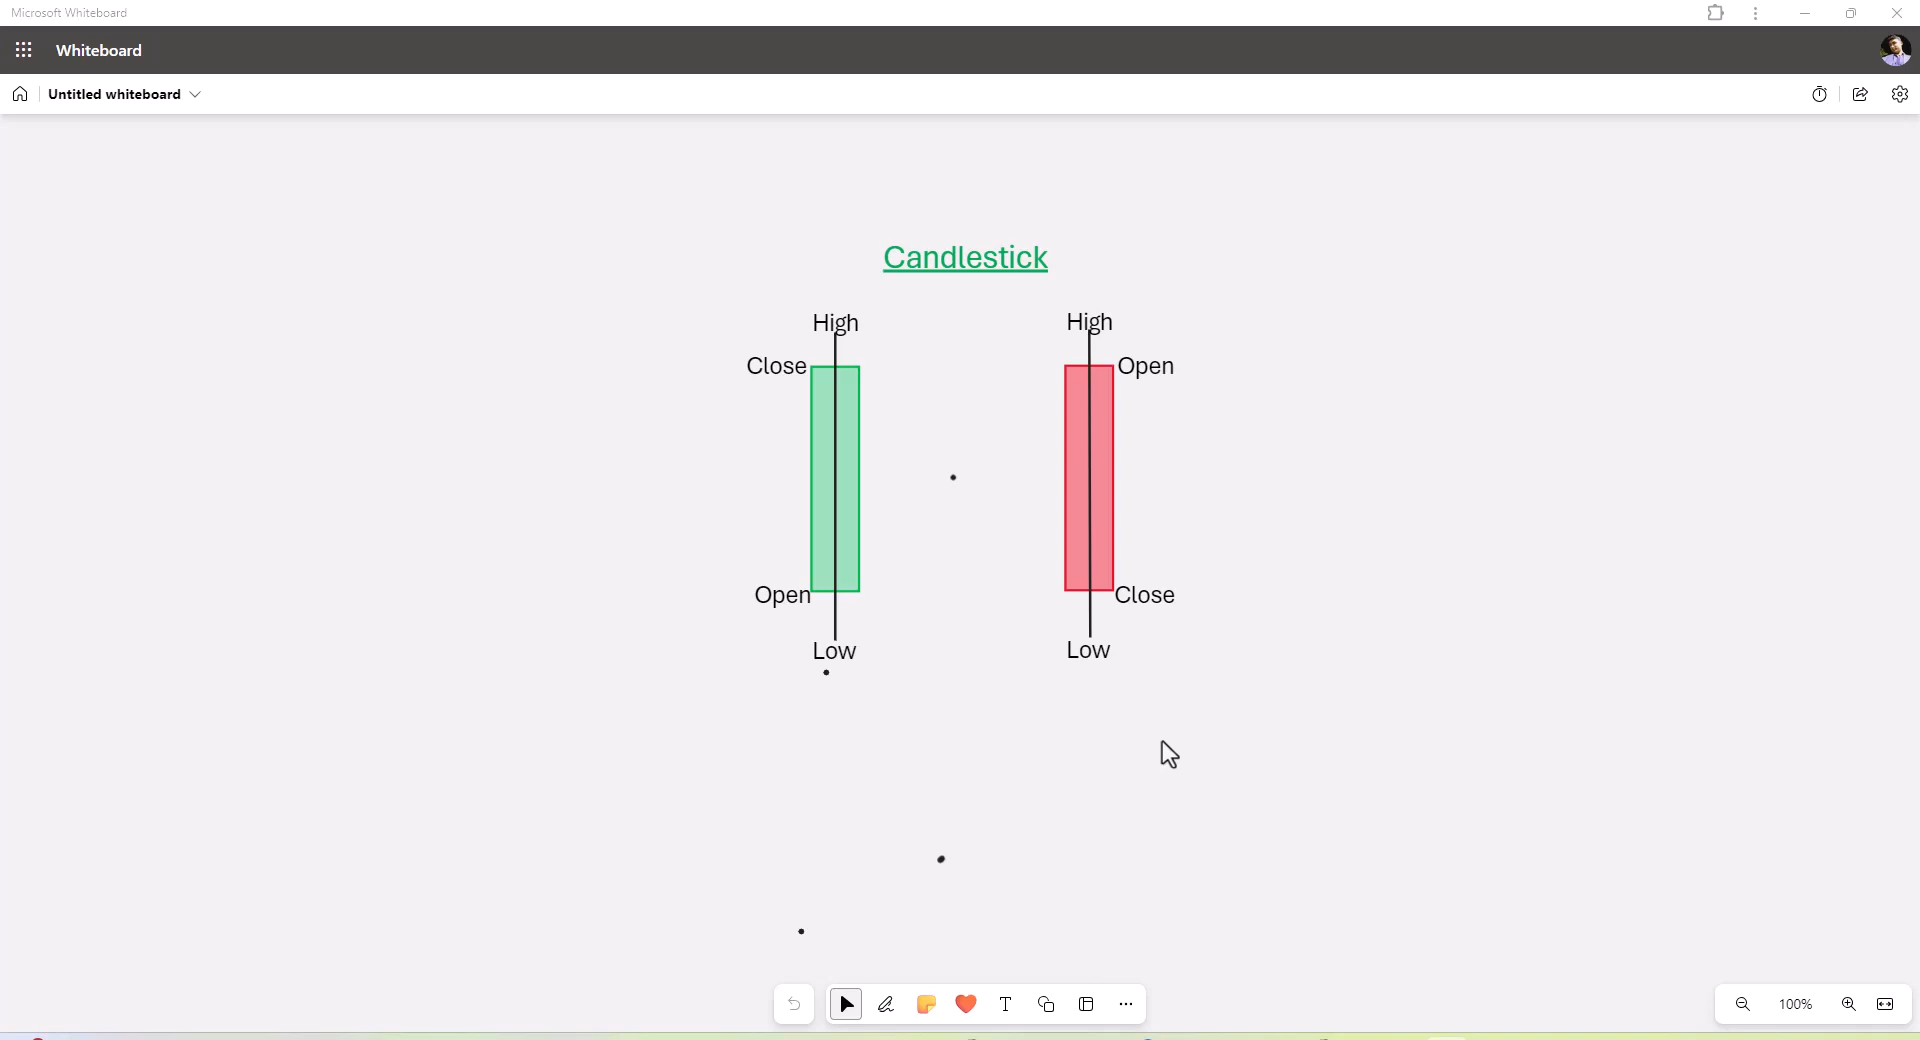 Microsoft Whiteboard
Whiteboard
Untitled whiteboard
Candlestick
High
High
Close
Open
Open
Close
Low
Low
T
100%